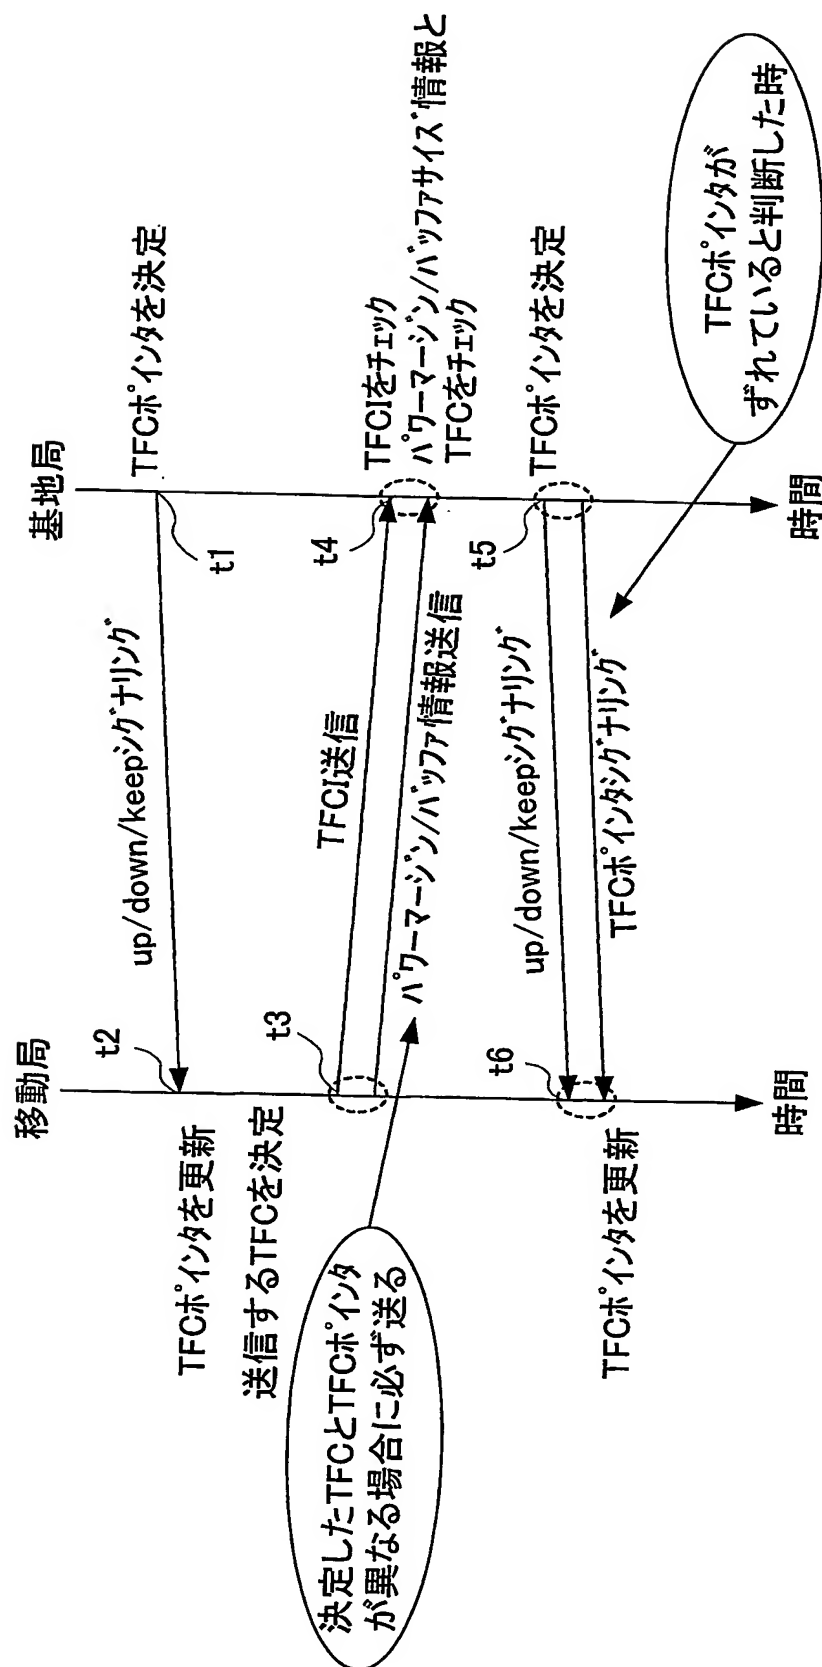 移動局
基地局
t2
up/down/keepシグナリング
t1
TFCポインタを決定
TFCポインタを更新
送信するTFCを決定
t3
TFCI送信
t4
TFCIをチェック
パワーマージン/バッファサイズ情報と
TFCをチェック
決定したTFCとTFCポインタ
が異なる場合に必ず送る
パワーマージン/バッファ情報送信
t6
up/down/keepシグナリング
t5
TFCポインタを決定
TFCポインタを更新
TFCポインタシグナリング
TFCポインタが
ずれていると判断した時
時間
時間